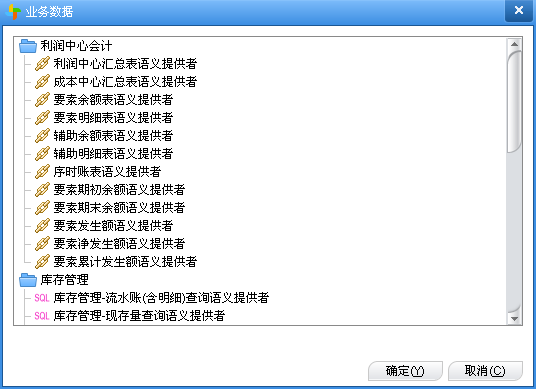 业务数据
利润中心会计
利润中心汇总表语义提供者
成本中心汇总表语义提供者
要素余额表语义提供者
要素明细表语义提供者
辅助余额表语义提供者
辅助明细表语义提供者
序时账表语义提供者
要素期初余额语义提供者
要素期末余额语义提供者
要素发生额语义提供者
要素净发生额语义提供者
要素累计发生额语义提供者
库存管理
SQL 库存管理-流水账(含明细)查询语义提供者
SQL 库存管理-现存量查询语义提供者
确定(Y) 取消(C)